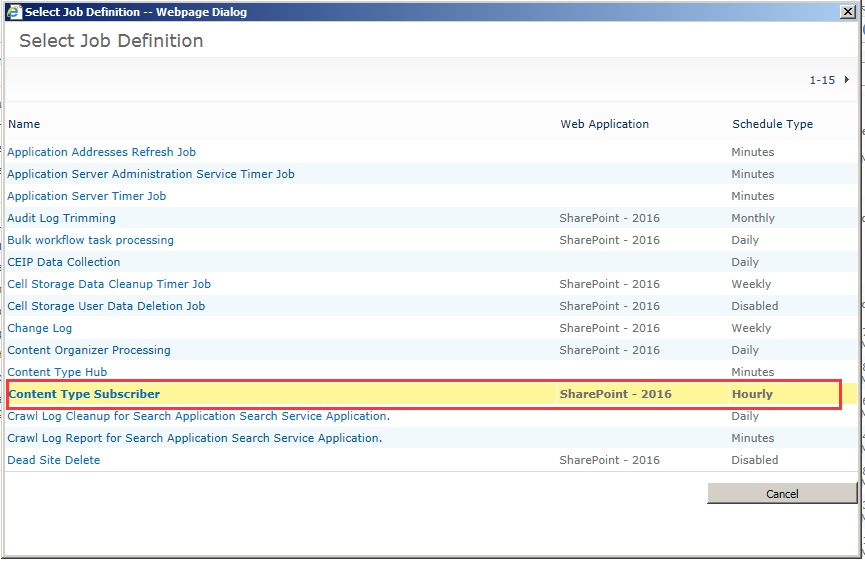 Select Job Definition -- Webpage Dialog
Select Job Definition
1-15
Name Web Application Schedule Type
Application Addresses Refresh Job Minutes
Application Server Administration Service Timer Job Minutes
Application Server Timer Job Minutes
Audit Log Trimming SharePoint - 2016 Monthly
Bulk workflow task processing SharePoint - 2016 Daily
CEIP Data Collection Daily
Cell Storage Data Cleanup Timer Job SharePoint - 2016 Weekly
Cell Storage User Data Deletion Job SharePoint - 2016 Disabled
Change Log SharePoint - 2016 Weekly
Content Organizer Processing SharePoint - 2016 Daily
Content Type Hub Minutes
Content Type Subscriber SharePoint - 2016 Hourly
Crawl Log Cleanup for Search Application Search Service Application. Daily
Crawl Log Report for Search Application Search Service Application. Minutes
Dead Site Delete SharePoint - 2016 Disabled
Cancel